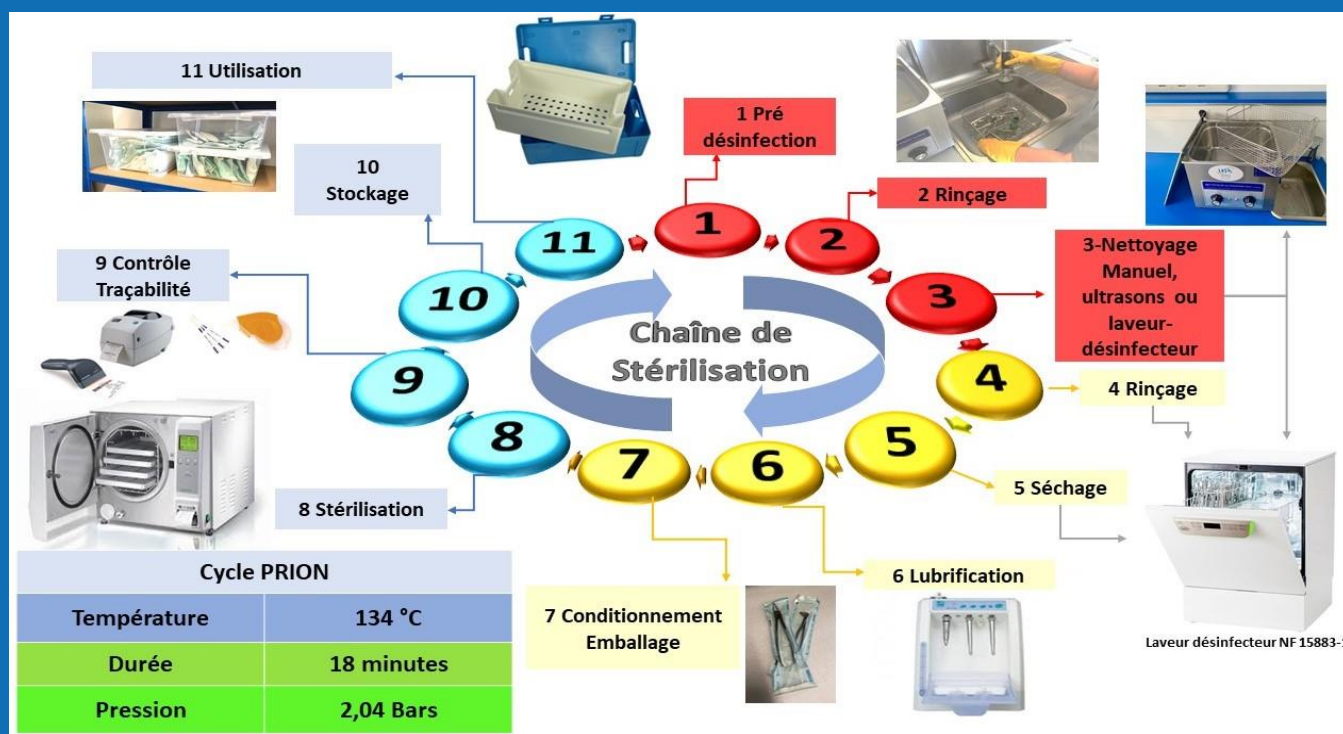 11 Utilisation
1 Pré
désinfection
10
Stockage
2 Rinçage
9 Contrôle
Traçabilité
3-Nettoyage
Manuel,
ultrasons ou
laveur-
désinfecteur
1
2
3
4
5
6
7
8
9
10
11
Chaîne de
Stérilisation
4 Rinçage
5 Séchage
8 Stérilisation
6 Lubrification
7 Conditionnement
Emballage
Laveur désinfecteur NF 15883-1
Cycle PRION
Température 134 °C
Durée 18 minutes
Pression 2,04 Bars